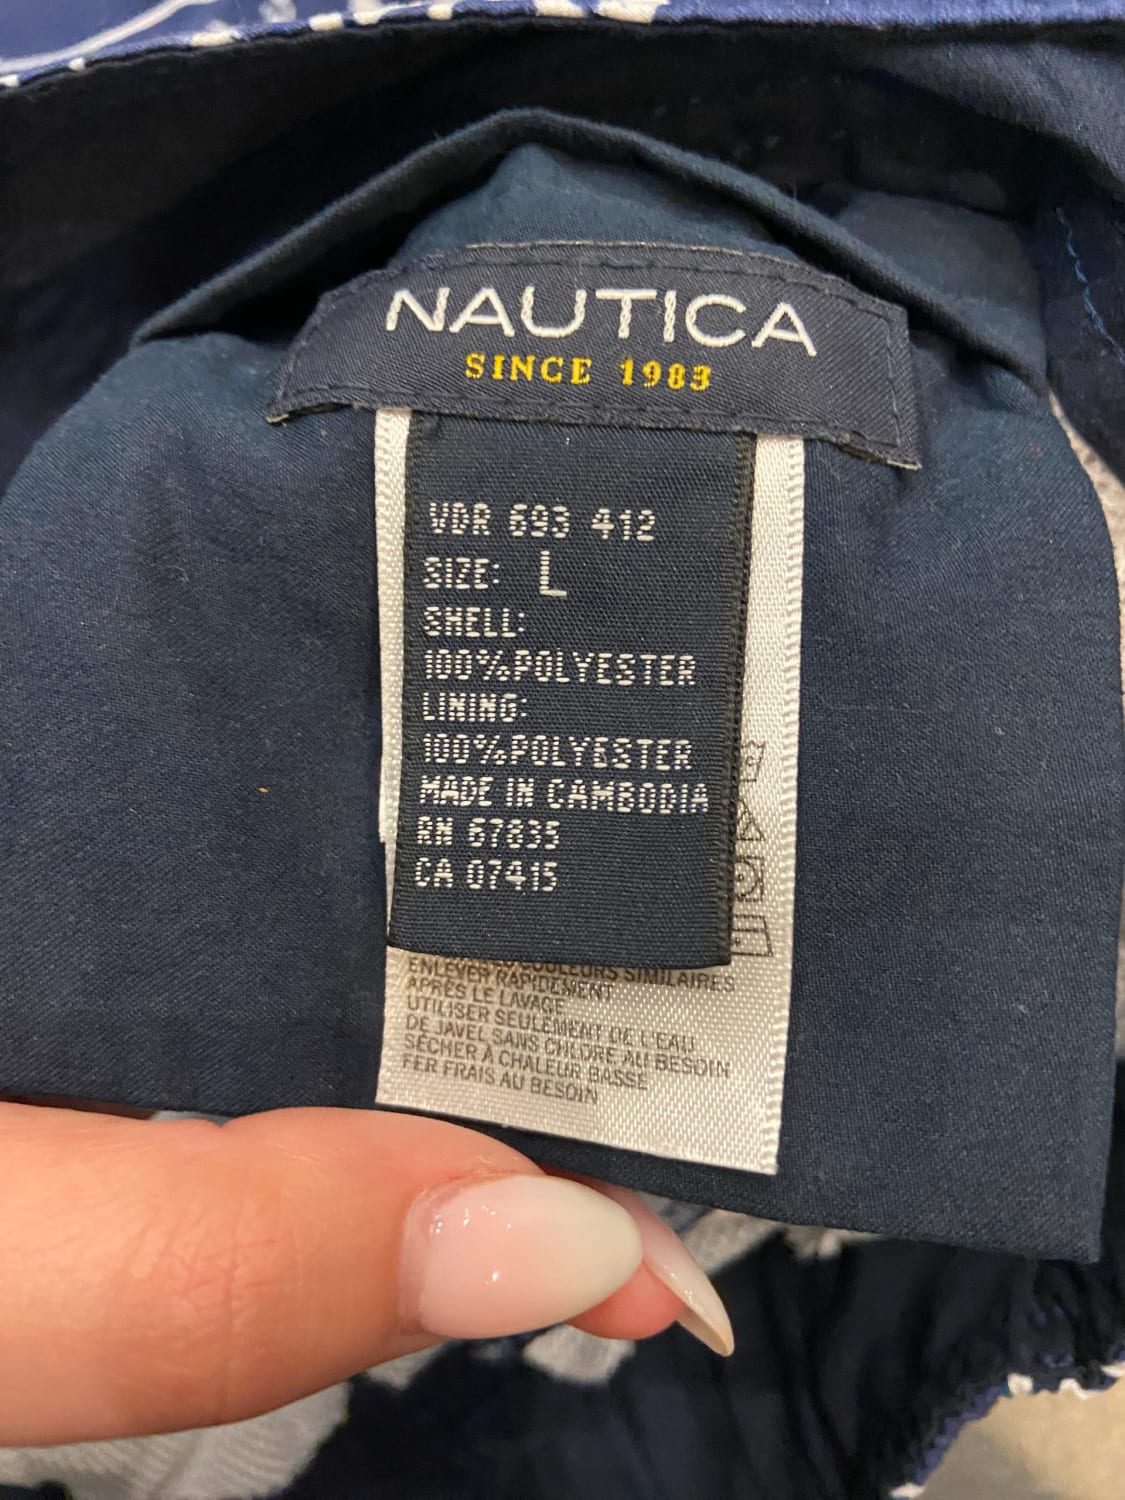 NAUTICA
SINCE 1983
VDR 693 412
SIZE: L
SHELL:
100%POLYESTER
LINING:
100%POLYESTER
MADE IN CAMBODIA
RN 67835
CA 07415
COULEURS SIMILAIRES
ENLEVER RAPIDEMENT
APRÈS LE LAVAGE
UTILISER SEULEMENT DE L'EAU
DE JAVEL SANS CHLORE AU BESOIN
SÉCHER À CHALEUR BASSE
FER FRAIS AU BESOIN